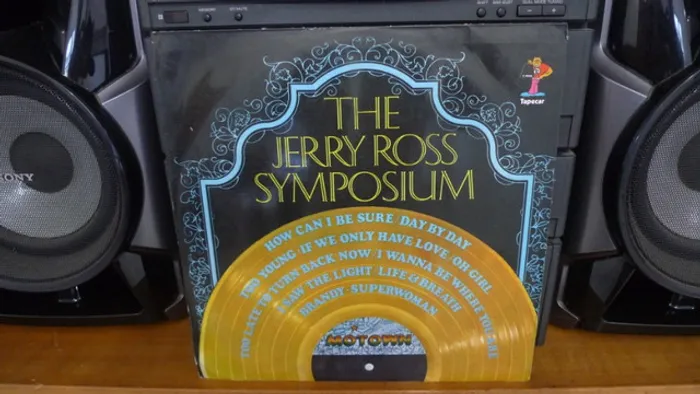 THE
JERRY ROSS
SYMPOSIUM
Tapecar
HOW CAN I BE SURE DAY BY DAY
TOO YOUNG · IF WE ONLY HAVE LOVE · OH GIRL
TOO LATE TO TURN BACK NOW I WANNA BE WHERE YOU ARE
I SAW THE LIGHT LIFE & BREATH
BRANDY · SUPERWOMAN
MOTOWN
SONY